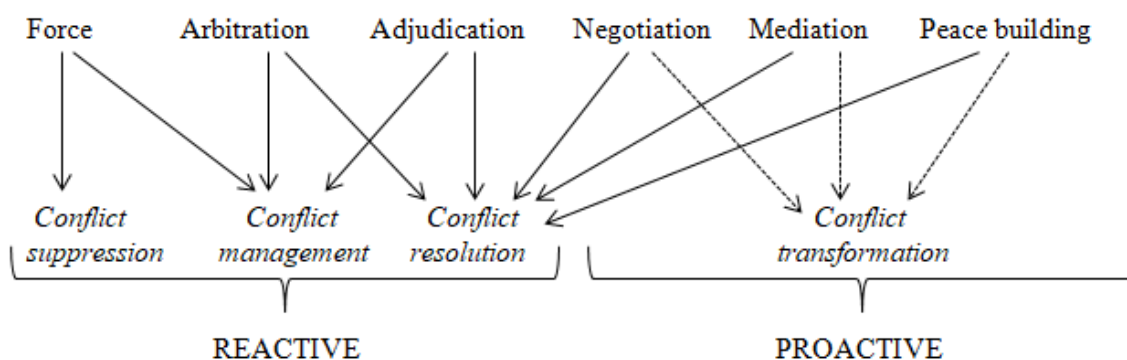 Force Arbitration Adjudication Negotiation Mediation Peace building
Conflict Conflict Conflict Conflict
suppression management resolution transformation
REACTIVE PROACTIVE